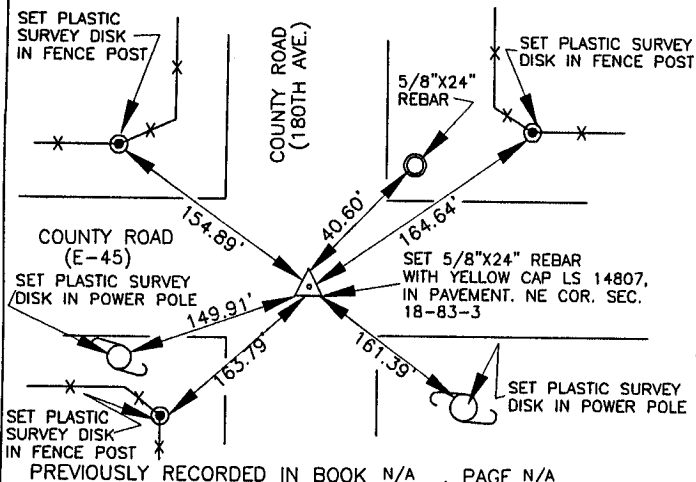 SET PLASTIC
SURVEY DISK
IN FENCE POST
COUNTY ROAD
(180TH AVE.)
5/8"X24"
REBAR
SET PLASTIC SURVEY
DISK IN FENCE POST
154.89'
40.60'
164.64'
COUNTY ROAD
(E-45)
SET PLASTIC SURVEY
DISK IN POWER POLE
149.91'
163.79'
161.39'
SET 5/8"X24" REBAR
WITH YELLOW CAP LS 14807,
IN PAVEMENT. NE COR. SEC.
18-83-3
SET PLASTIC
SURVEY DISK
IN FENCE POST
SET PLASTIC SURVEY
DISK IN POWER POLE
PREVIOUSLY RECORDED IN BOOK N/A , PAGE N/A